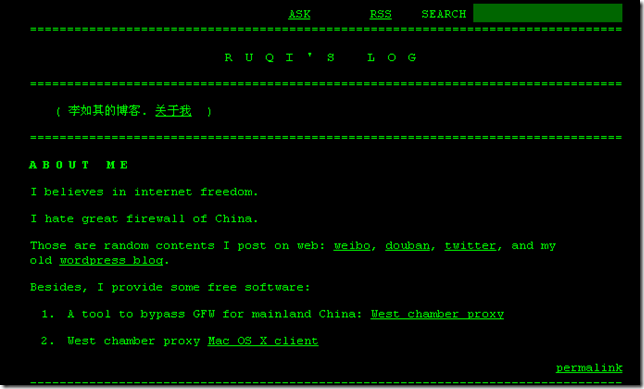 ASK RSS SEARCH
================================================================================
RUQI'S LOG
================================================================================
( 李如其的博客. 关于我 )
================================================================================
ABOUT ME
I believes in internet freedom.
I hate great firewall of China.
Those are random contents I post on web: weibo, douban, twitter, and my
old wordpress blog.
Besides, I provide some free software:
1. A tool to bypass GFW for mainland China: West chamber proxy
2. West chamber proxy Mac OS X client
permalink
================================================================================